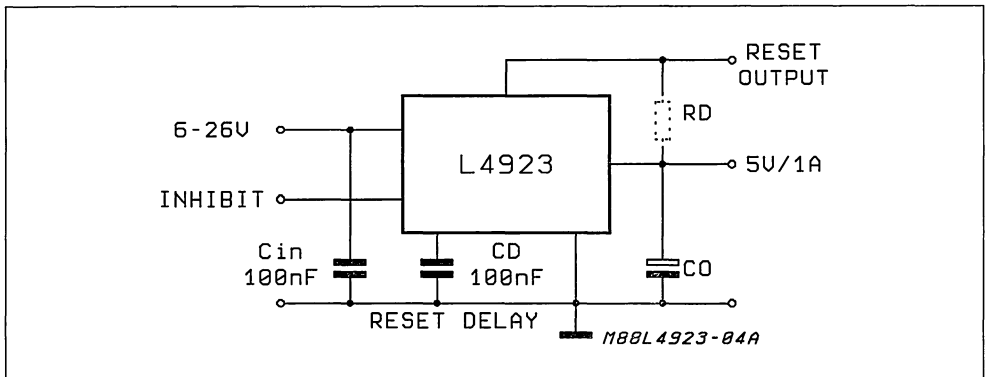 RESET
OUTPUT
RD
6-26V
L4923
5V/1A
INHIBIT
Cin
100nF
CD
100nF
CO
RESET DELAY
M88L4923-04A